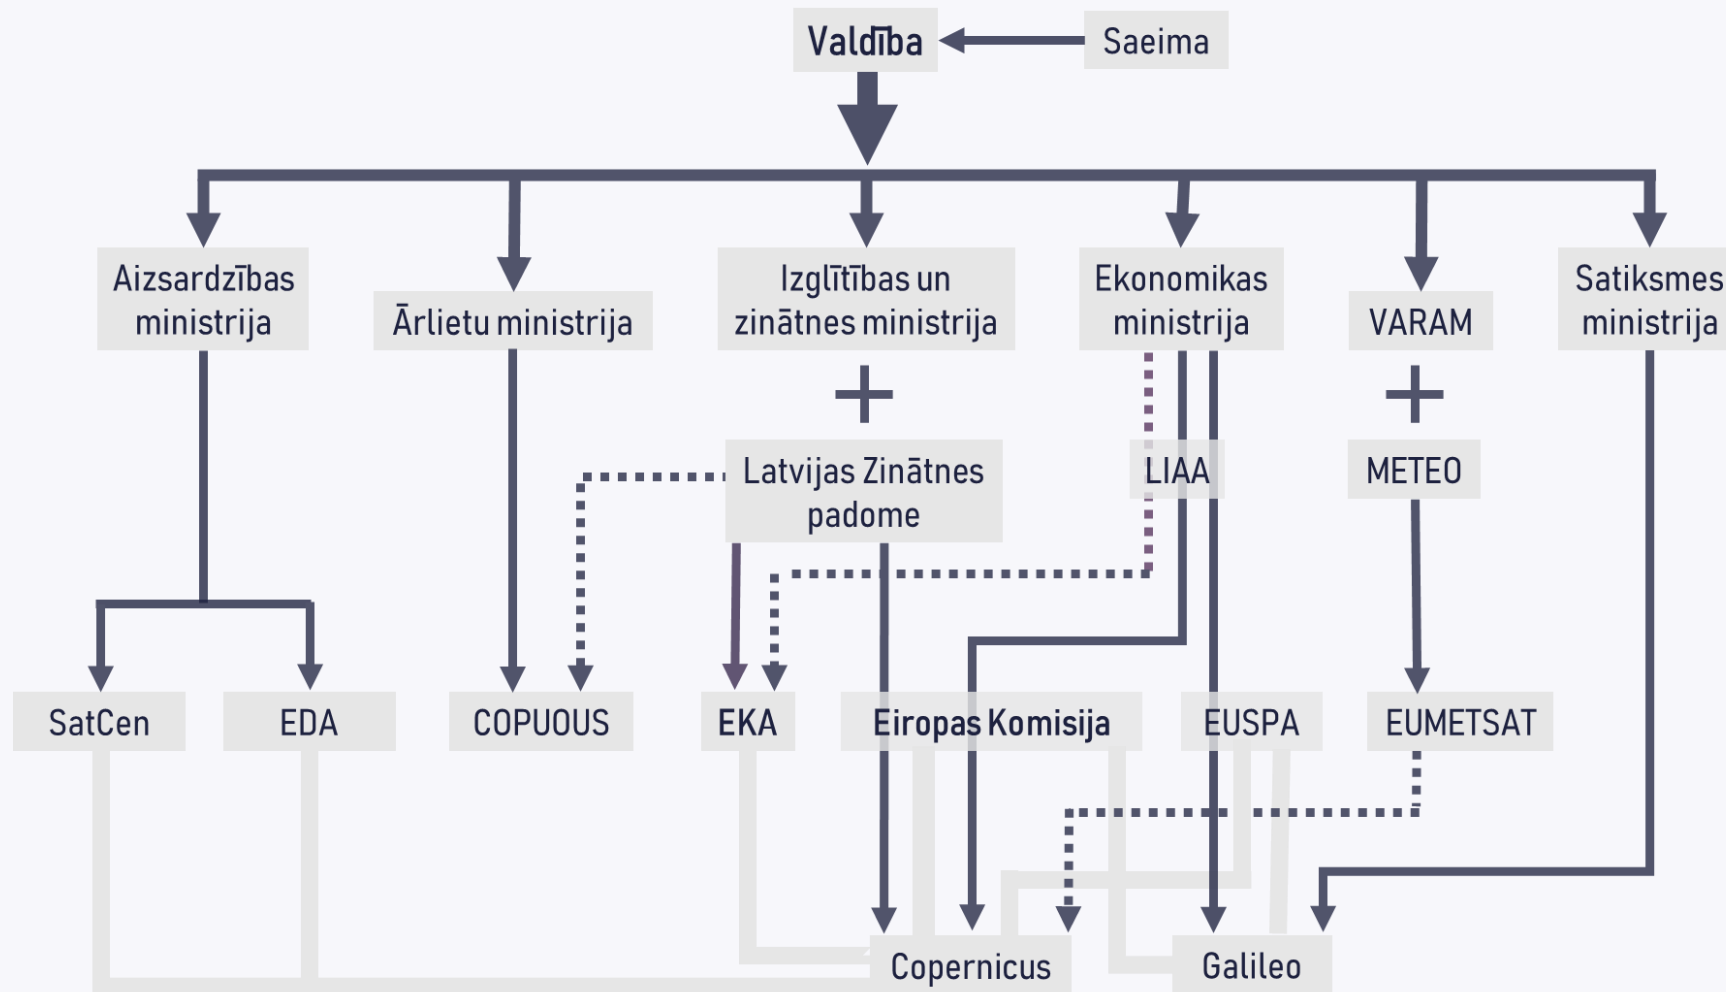 Valdība
Saeima
Aizsardzības
ministrija
Ārlietu ministrija
Izglītības un
zinātnes ministrija
Ekonomikas
ministrija
VARAM
Satiksmes
ministrija
Latvijas Zinātnes
padome
LIAA
METEO
SatCen
EDA
COPUOUS
EKA
Eiropas Komisija
EUSPA
EUMETSAT
Copernicus
Galileo